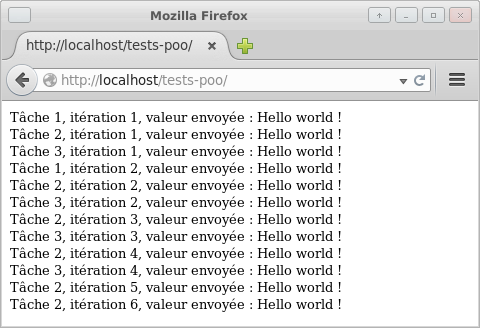 Mozilla Firefox
http://localhost/tests-poo/
http://localhost/tests-poo/
Tâche 1, itération 1, valeur envoyée : Hello world !
Tâche 2, itération 1, valeur envoyée : Hello world !
Tâche 3, itération 1, valeur envoyée : Hello world !
Tâche 1, itération 2, valeur envoyée : Hello world !
Tâche 2, itération 2, valeur envoyée : Hello world !
Tâche 3, itération 2, valeur envoyée : Hello world !
Tâche 2, itération 3, valeur envoyée : Hello world !
Tâche 3, itération 3, valeur envoyée : Hello world !
Tâche 2, itération 4, valeur envoyée : Hello world !
Tâche 3, itération 4, valeur envoyée : Hello world !
Tâche 2, itération 5, valeur envoyée : Hello world !
Tâche 2, itération 6, valeur envoyée : Hello world !